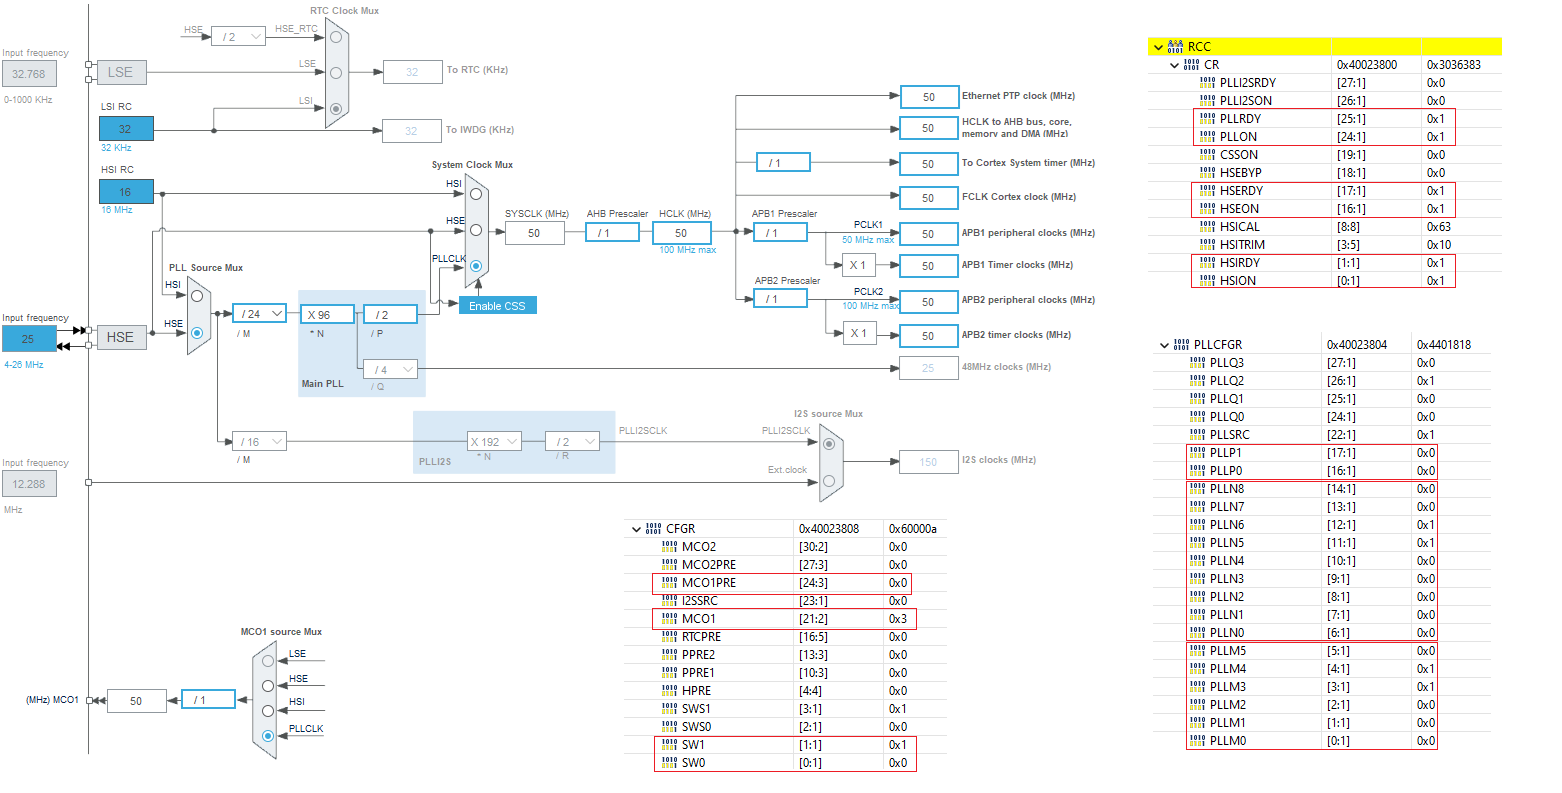 RTC Clock Mux
HSE
/ 2
HSE_RTC
Input frequency
32.768
0-1000 KHz
LSE
LSE
32
To RTC (KHz)
LSI RC
32
32 KHz
LSI
32
To IWDG (KHz)
HSI RC
16
16 MHz
System Clock Mux
HSI
HSE
PLLCLK
Enable CSS
SYSCLK (MHz)
50
AHB Prescaler
/ 1
HCLK (MHz)
50
100 MHz max
50
Ethernet PTP clock (MHz)
50
HCLK to AHB bus, core,
memory and DMA (MHz)
/ 1
50
To Cortex System timer (MHz)
50
FCLK Cortex clock (MHz)
APB1 Prescaler
/ 1
PCLK1
50 MHz max
50
APB1 peripheral clocks (MHz)
X 1
50
APB1 Timer clocks (MHz)
APB2 Prescaler
/ 1
PCLK2
100 MHz max
50
APB2 peripheral clocks (MHz)
X 1
50
APB2 timer clocks (MHz)
PLL Source Mux
HSI
HSE
Input frequency
25
4-26 MHz
HSE
/ 24
/ M
X 96
* N
/ 2
/ P
/ 4
/ Q
Main PLL
25
48MHz clocks (MHz)
/ 16
/ M
X 192
* N
/ 2
/ R
PLLI2S
PLLI2SCLK
I2S source Mux
PLLI2SCLK
Ext.clock
150
I2S clocks (MHz)
Input frequency
12.288
MHz
MCO1 source Mux
LSE
HSE
HSI
PLLCLK
(MHz) MCO1
50
/ 1
CFGR 0x40023808 0x60000a
MCO2 [30:2] 0x0
MCO2PRE [27:3] 0x0
MCO1PRE [24:3] 0x0
I2SSRC [23:1] 0x0
MCO1 [21:2] 0x3
RTCPRE [16:5] 0x0
PPRE2 [13:3] 0x0
PPRE1 [10:3] 0x0
HPRE [4:4] 0x0
SWS1 [3:1] 0x1
SWS0 [2:1] 0x0
SW1 [1:1] 0x1
SW0 [0:1] 0x0
RCC
CR 0x40023800 0x3036383
PLLI2SRDY [27:1] 0x0
PLLI2SON [26:1] 0x0
PLLRDY [25:1] 0x1
PLLON [24:1] 0x1
CSSON [19:1] 0x0
HSEBYP [18:1] 0x0
HSERDY [17:1] 0x1
HSEON [16:1] 0x1
HSICAL [8:8] 0x63
HSITRIM [3:5] 0x10
HSIRDY [1:1] 0x1
HSION [0:1] 0x1
PLLCFGR 0x40023804 0x4401818
PLLQ3 [27:1] 0x0
PLLQ2 [26:1] 0x1
PLLQ1 [25:1] 0x0
PLLQ0 [24:1] 0x0
PLLSRC [22:1] 0x1
PLLP1 [17:1] 0x0
PLLP0 [16:1] 0x0
PLLN8 [14:1] 0x0
PLLN7 [13:1] 0x0
PLLN6 [12:1] 0x1
PLLN5 [11:1] 0x1
PLLN4 [10:1] 0x0
PLLN3 [9:1] 0x0
PLLN2 [8:1] 0x0
PLLN1 [7:1] 0x0
PLLN0 [6:1] 0x0
PLLM5 [5:1] 0x0
PLLM4 [4:1] 0x1
PLLM3 [3:1] 0x1
PLLM2 [2:1] 0x0
PLLM1 [1:1] 0x0
PLLM0 [0:1] 0x0